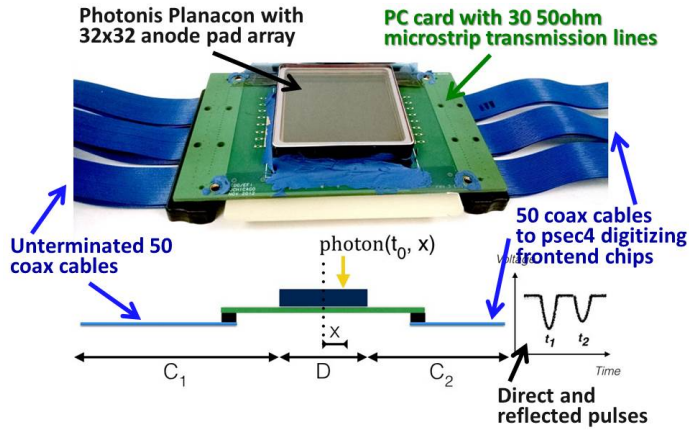 Photonis Planacon with
32x32 anode pad array
PC card with 30 50ohm
microstrip transmission lines
Unterminated 50
coax cables
photon(t0, x)
50 coax cables
to psec4 digitizing
frontend chips
Voltage
x
t1 t2
Time
C1 D C2
Direct and
reflected pulses